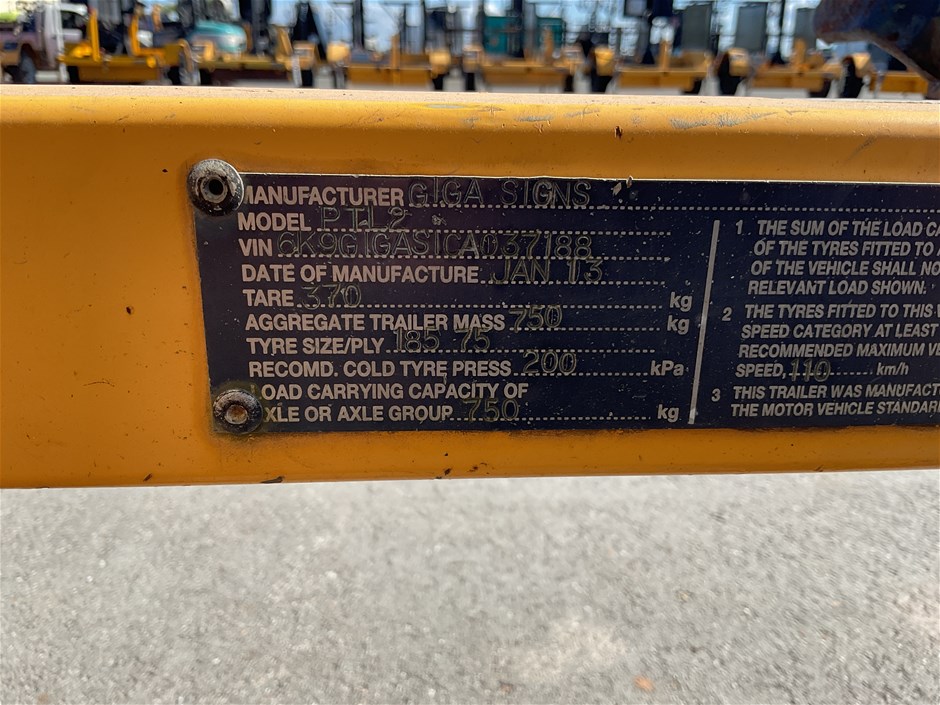 MANUFACTURER GIGA SIGNS
MODEL PTL2
VIN 6K9GIGASICA037188
DATE OF MANUFACTURE JAN 13
TARE 370 kg
AGGREGATE TRAILER MASS 750 kg
TYRE SIZE/PLY 185 75
RECOMD. COLD TYRE PRESS 200 kPa
LOAD CARRYING CAPACITY OF
AXLE OR AXLE GROUP 750 kg
1 THE SUM OF THE LOAD CA
OF THE TYRES FITTED TO
OF THE VEHICLE SHALL NO
RELEVANT LOAD SHOWN.
2 THE TYRES FITTED TO THIS
SPEED CATEGORY AT LEAST
RECOMMENDED MAXIMUM VE
SPEED, 110 km/h
3 THIS TRAILER WAS MANUFACT
THE MOTOR VEHICLE STANDAR